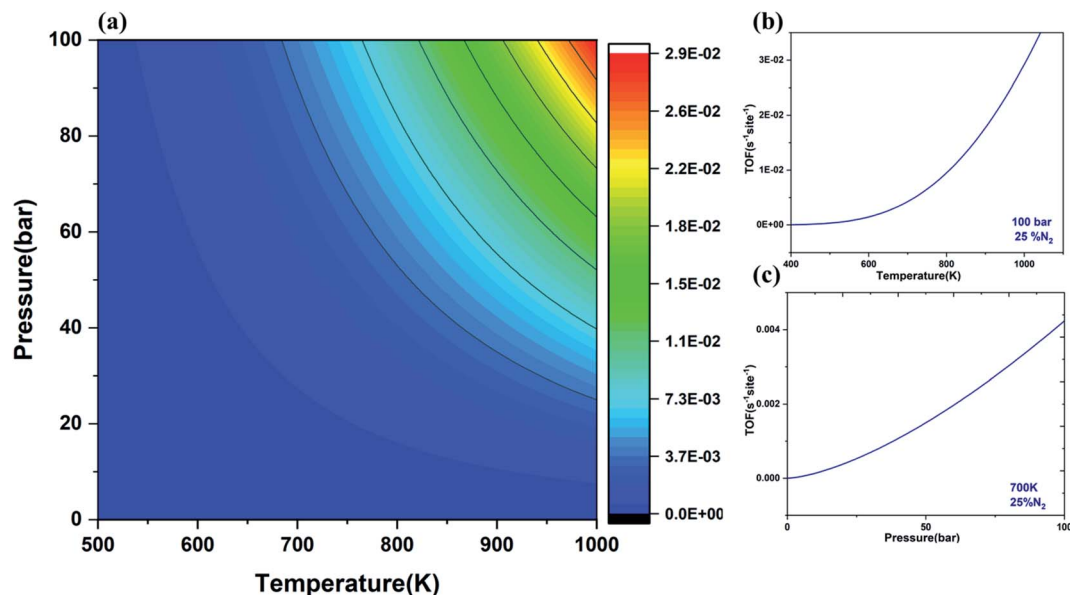 (a)
Pressure(bar)
100
80
60
40
20
0
500
600
700
800
900
1000
Temperature(K)
2.9E-02
2.6E-02
2.2E-02
1.8E-02
1.5E-02
1.1E-02
7.3E-03
3.7E-03
0.0E+00
(b)
TOF(s⁻¹site⁻¹)
3E-02
2E-02
1E-02
0E+00
100 bar
25 %N₂
400
600
800
1000
Temperature(K)
(c)
TOF(s⁻¹site⁻¹)
0.004
0.002
0.000
700K
25%N₂
0
50
100
Pressure(bar)